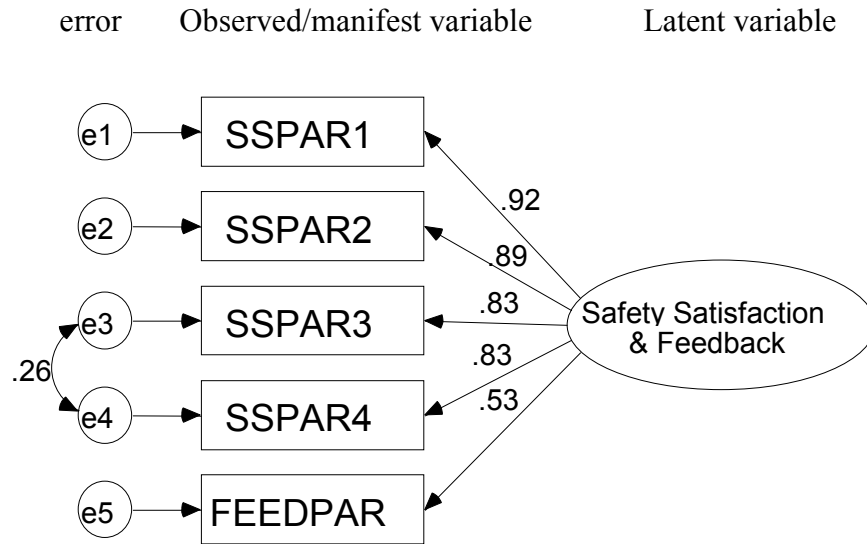 error Observed/manifest variable Latent variable
e1 SSPAR1
.92
e2 SSPAR2
.89
e3 SSPAR3
.83
Safety Satisfaction
& Feedback
.26
.83
e4 SSPAR4
.53
e5 FEEDPAR